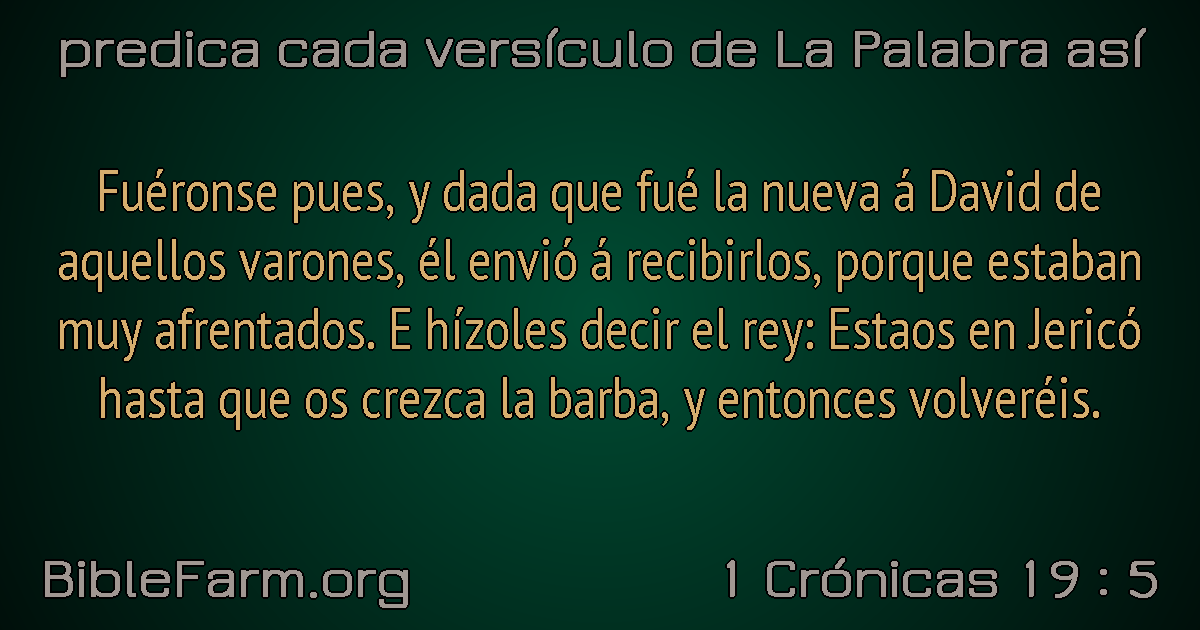 predica cada versículo de La Palabra así
Fuéronse pues, y dada que fué la nueva á David de
aquellos varones, él envió á recibirlos, porque estaban
muy afrentados. E hízoles decir el rey: Estaos en Jericó
hasta que os crezca la barba, y entonces volveréis.
BibleFarm.org
1 Crónicas 19 : 5